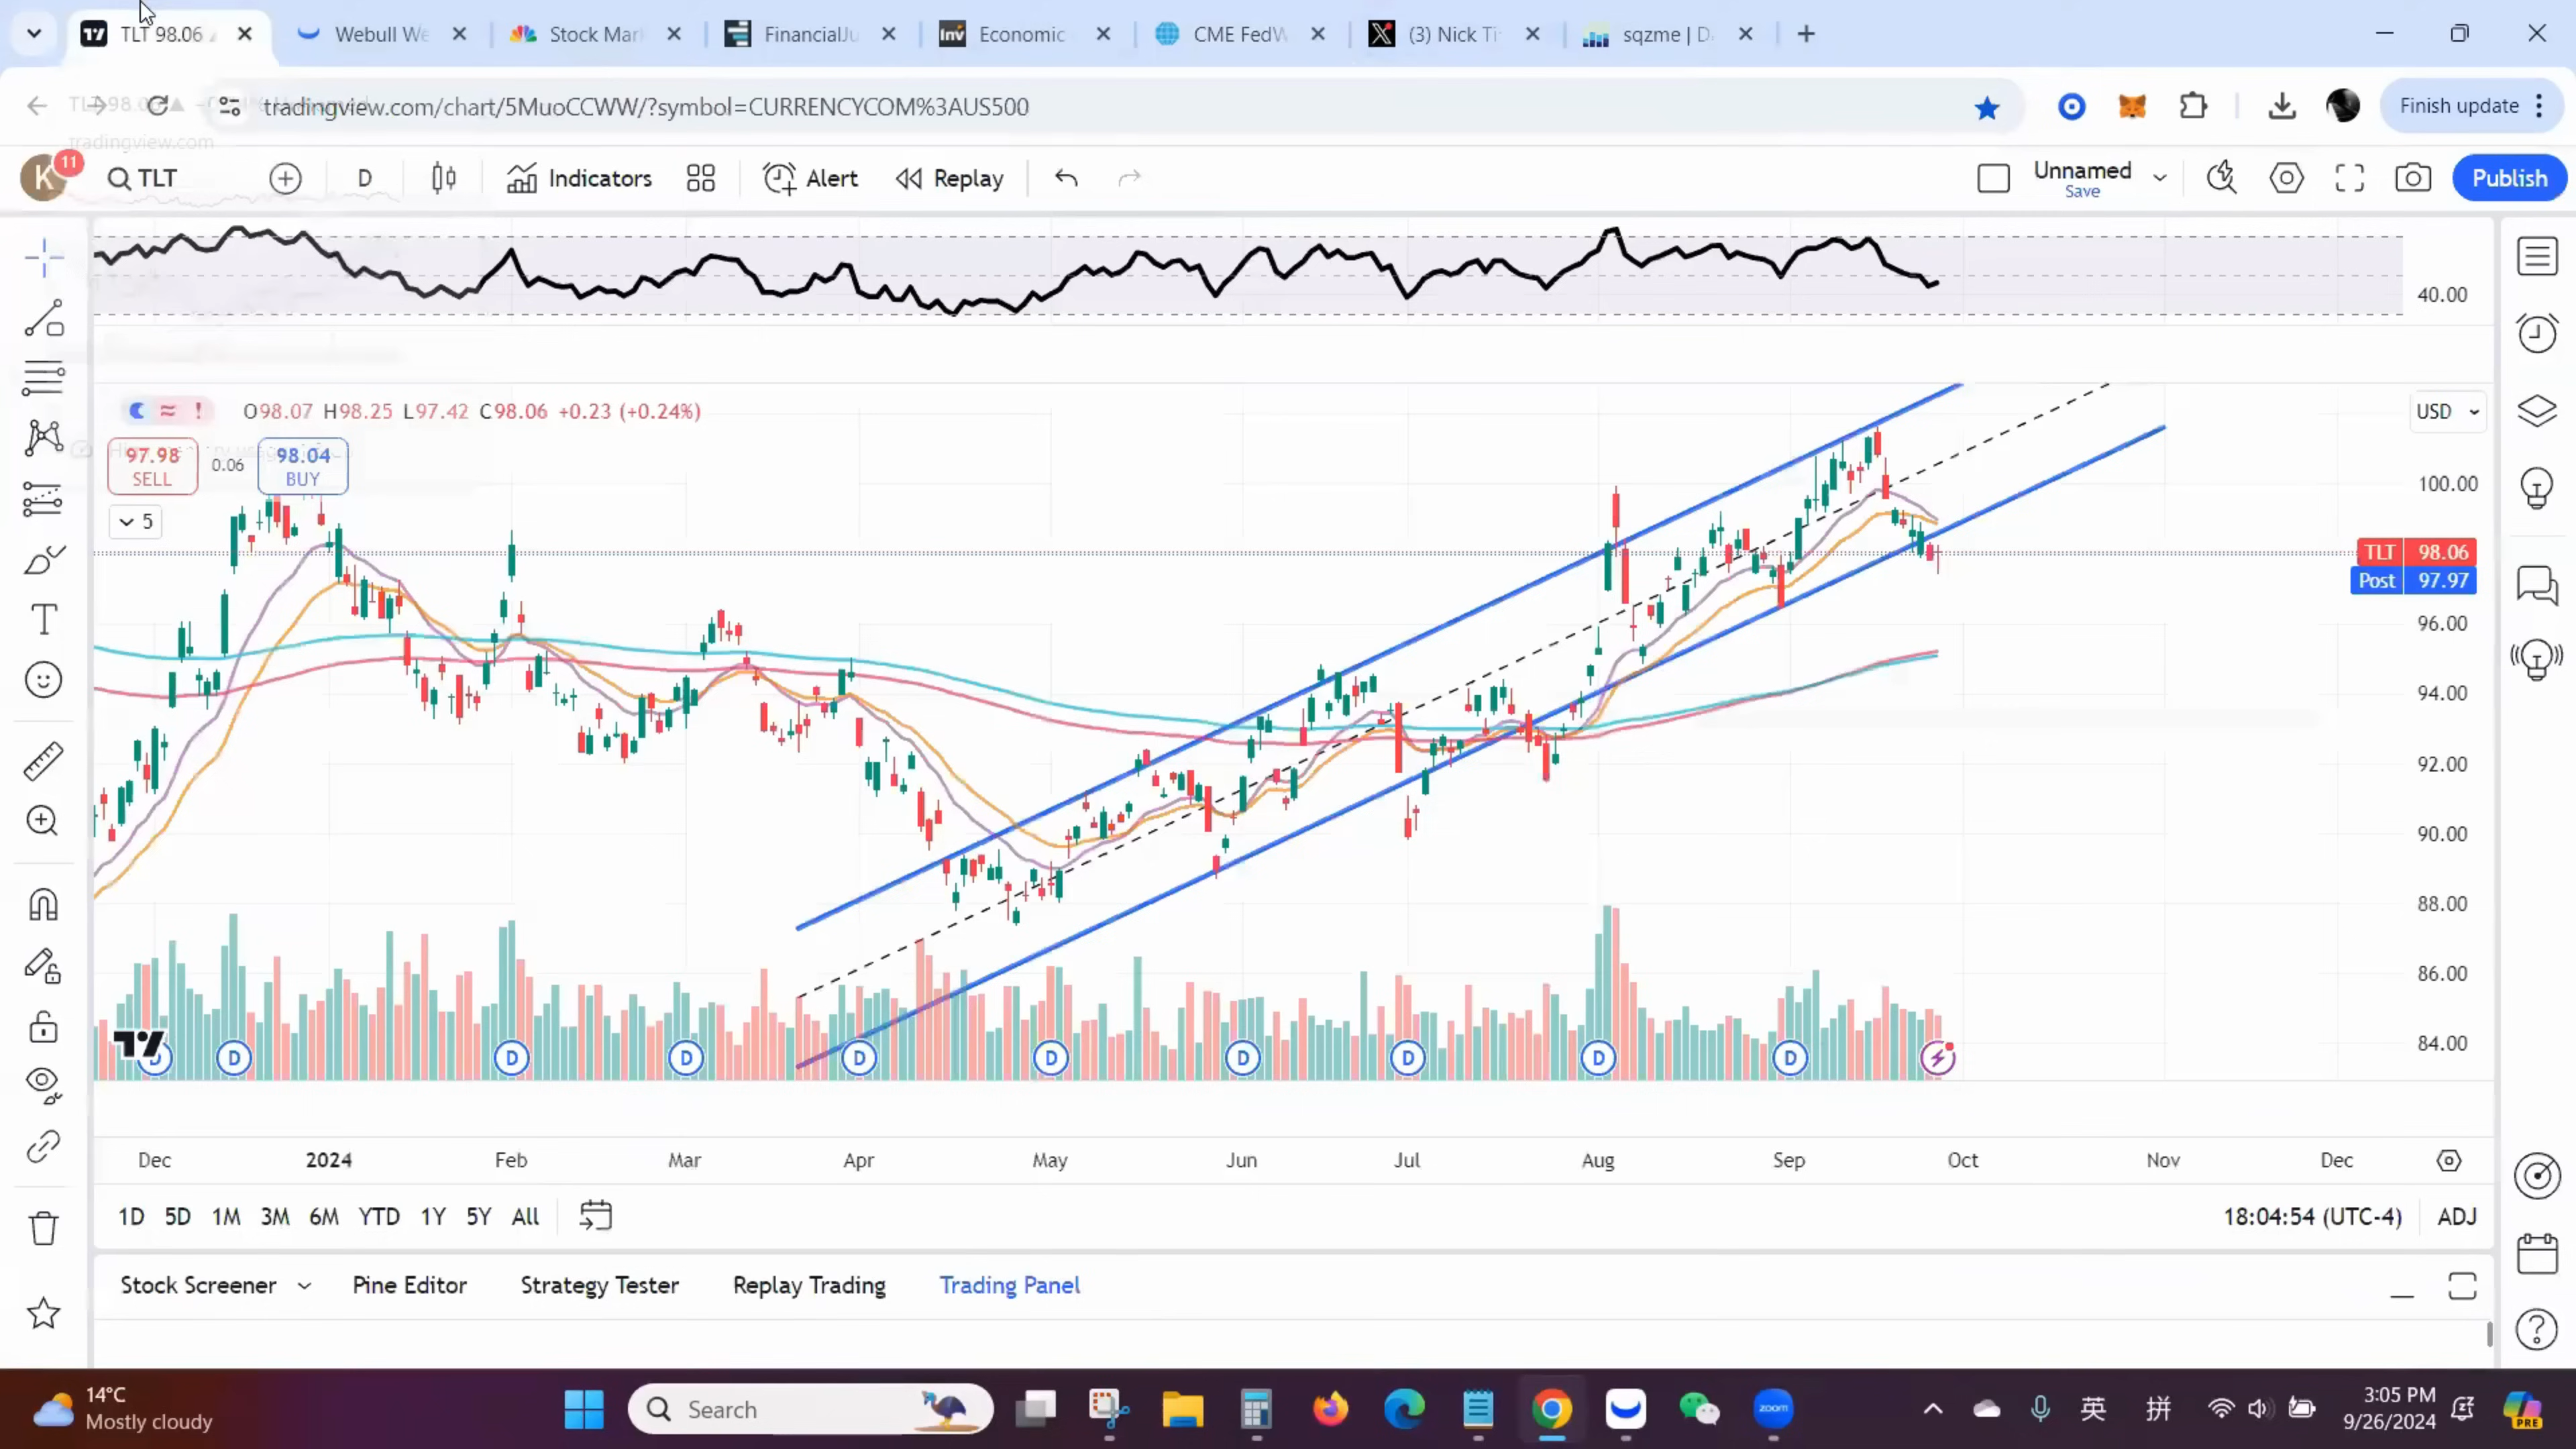 TLT 98.06
Webull We
Stock Mar
FinancialJu
Economic
CME FedW
(3) Nick Ti
sqzme | D
tradingview.com/chart/5MuoCCWW/?symbol=CURRENCYCOM%3AUS500
Finish update
tradingview.com
K
11
TLT
D
Indicators
Alert
Replay
Unnamed
Save
Publish
40.00
O98.07 H98.25 L97.42 C98.06 +0.23 (+0.24%)
USD
97.98
SELL
0.06
98.04
BUY
5
100.00
TLT 98.06
Post 97.97
96.00
94.00
92.00
90.00
88.00
86.00
84.00
D D D D D D D D D D
Dec 2024 Feb Mar Apr May Jun Jul Aug Sep Oct Nov Dec
1D 5D 1M 3M 6M YTD 1Y 5Y All
18:04:54 (UTC-4) ADJ
Stock Screener Pine Editor Strategy Tester Replay Trading Trading Panel
14°C
Mostly cloudy
Search
zoom
英
拼
3:05 PM
9/26/2024
PRE